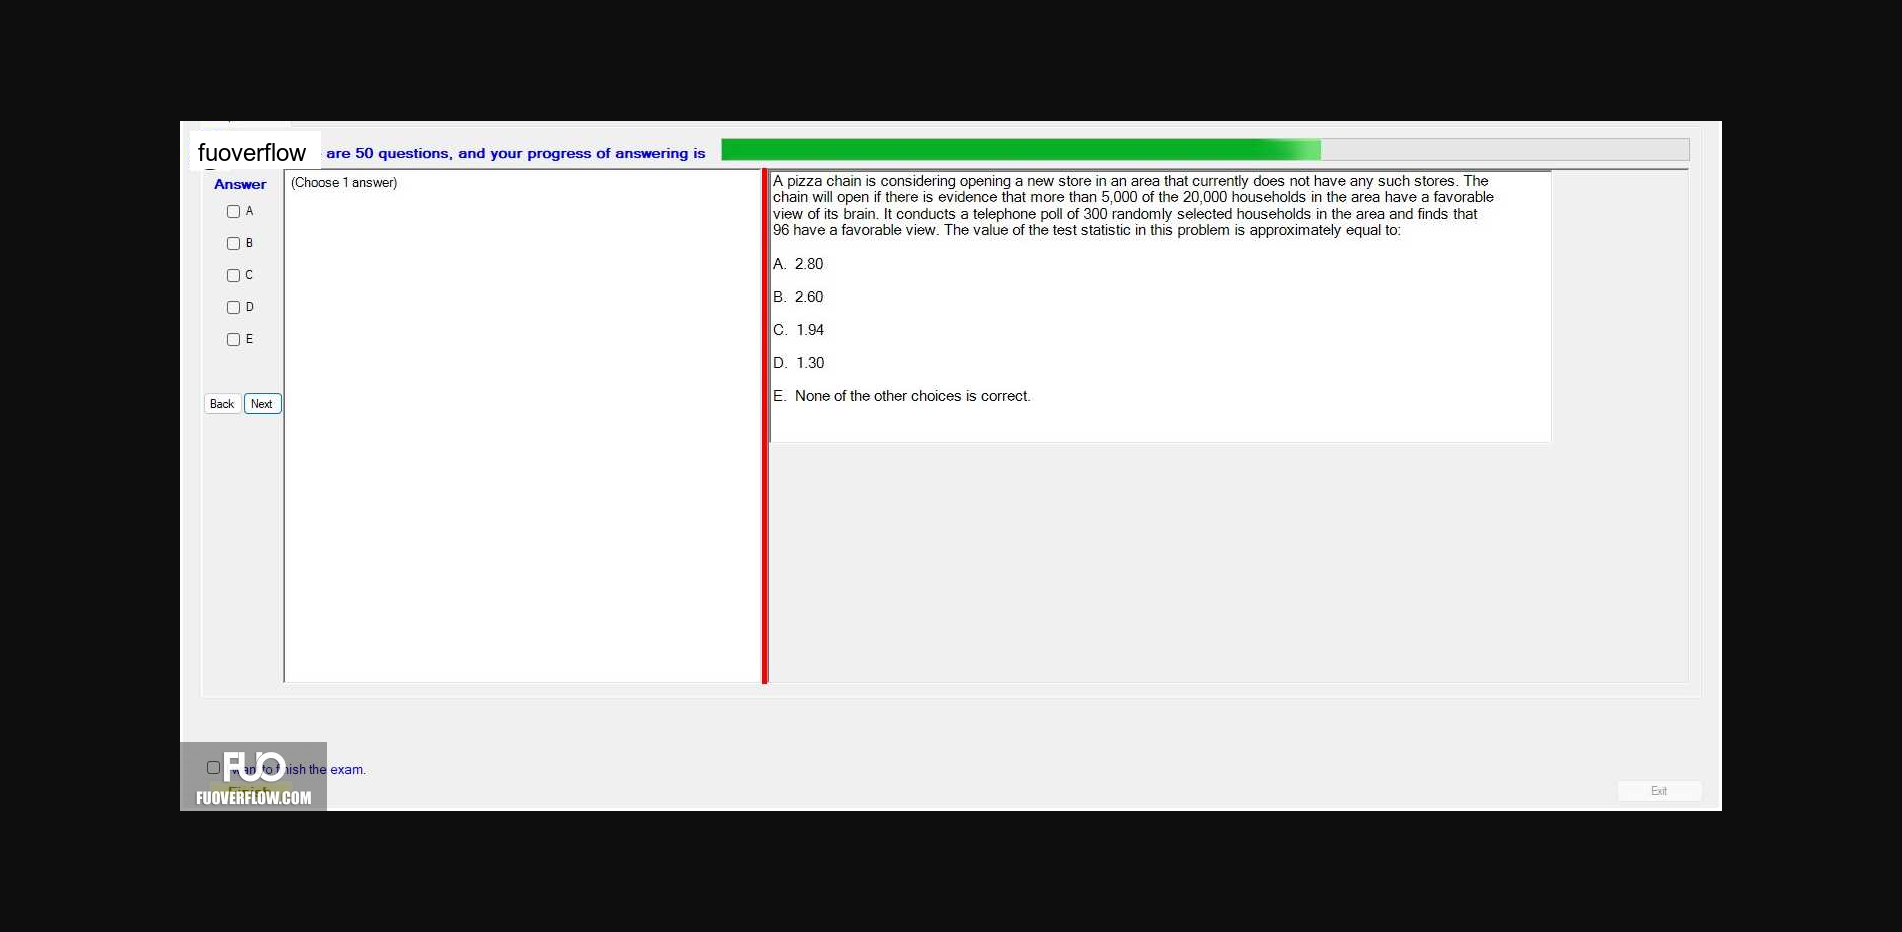 fuoverflow are 50 questions, and your progress of answering is
Answer
(Choose 1 answer)
A
B
C
D
E
Back Next
A pizza chain is considering opening a new store in an area that currently does not have any such stores. The
chain will open if there is evidence that more than 5,000 of the 20,000 households in the area have a favorable
view of its brain. It conducts a telephone poll of 300 randomly selected households in the area and finds that
96 have a favorable view. The value of the test statistic in this problem is approximately equal to:
A. 2.80
B. 2.60
C. 1.94
D. 1.30
E. None of the other choices is correct.
FUO
want to finish the exam.
Finish
FUOVERFLOW.COM
Exit